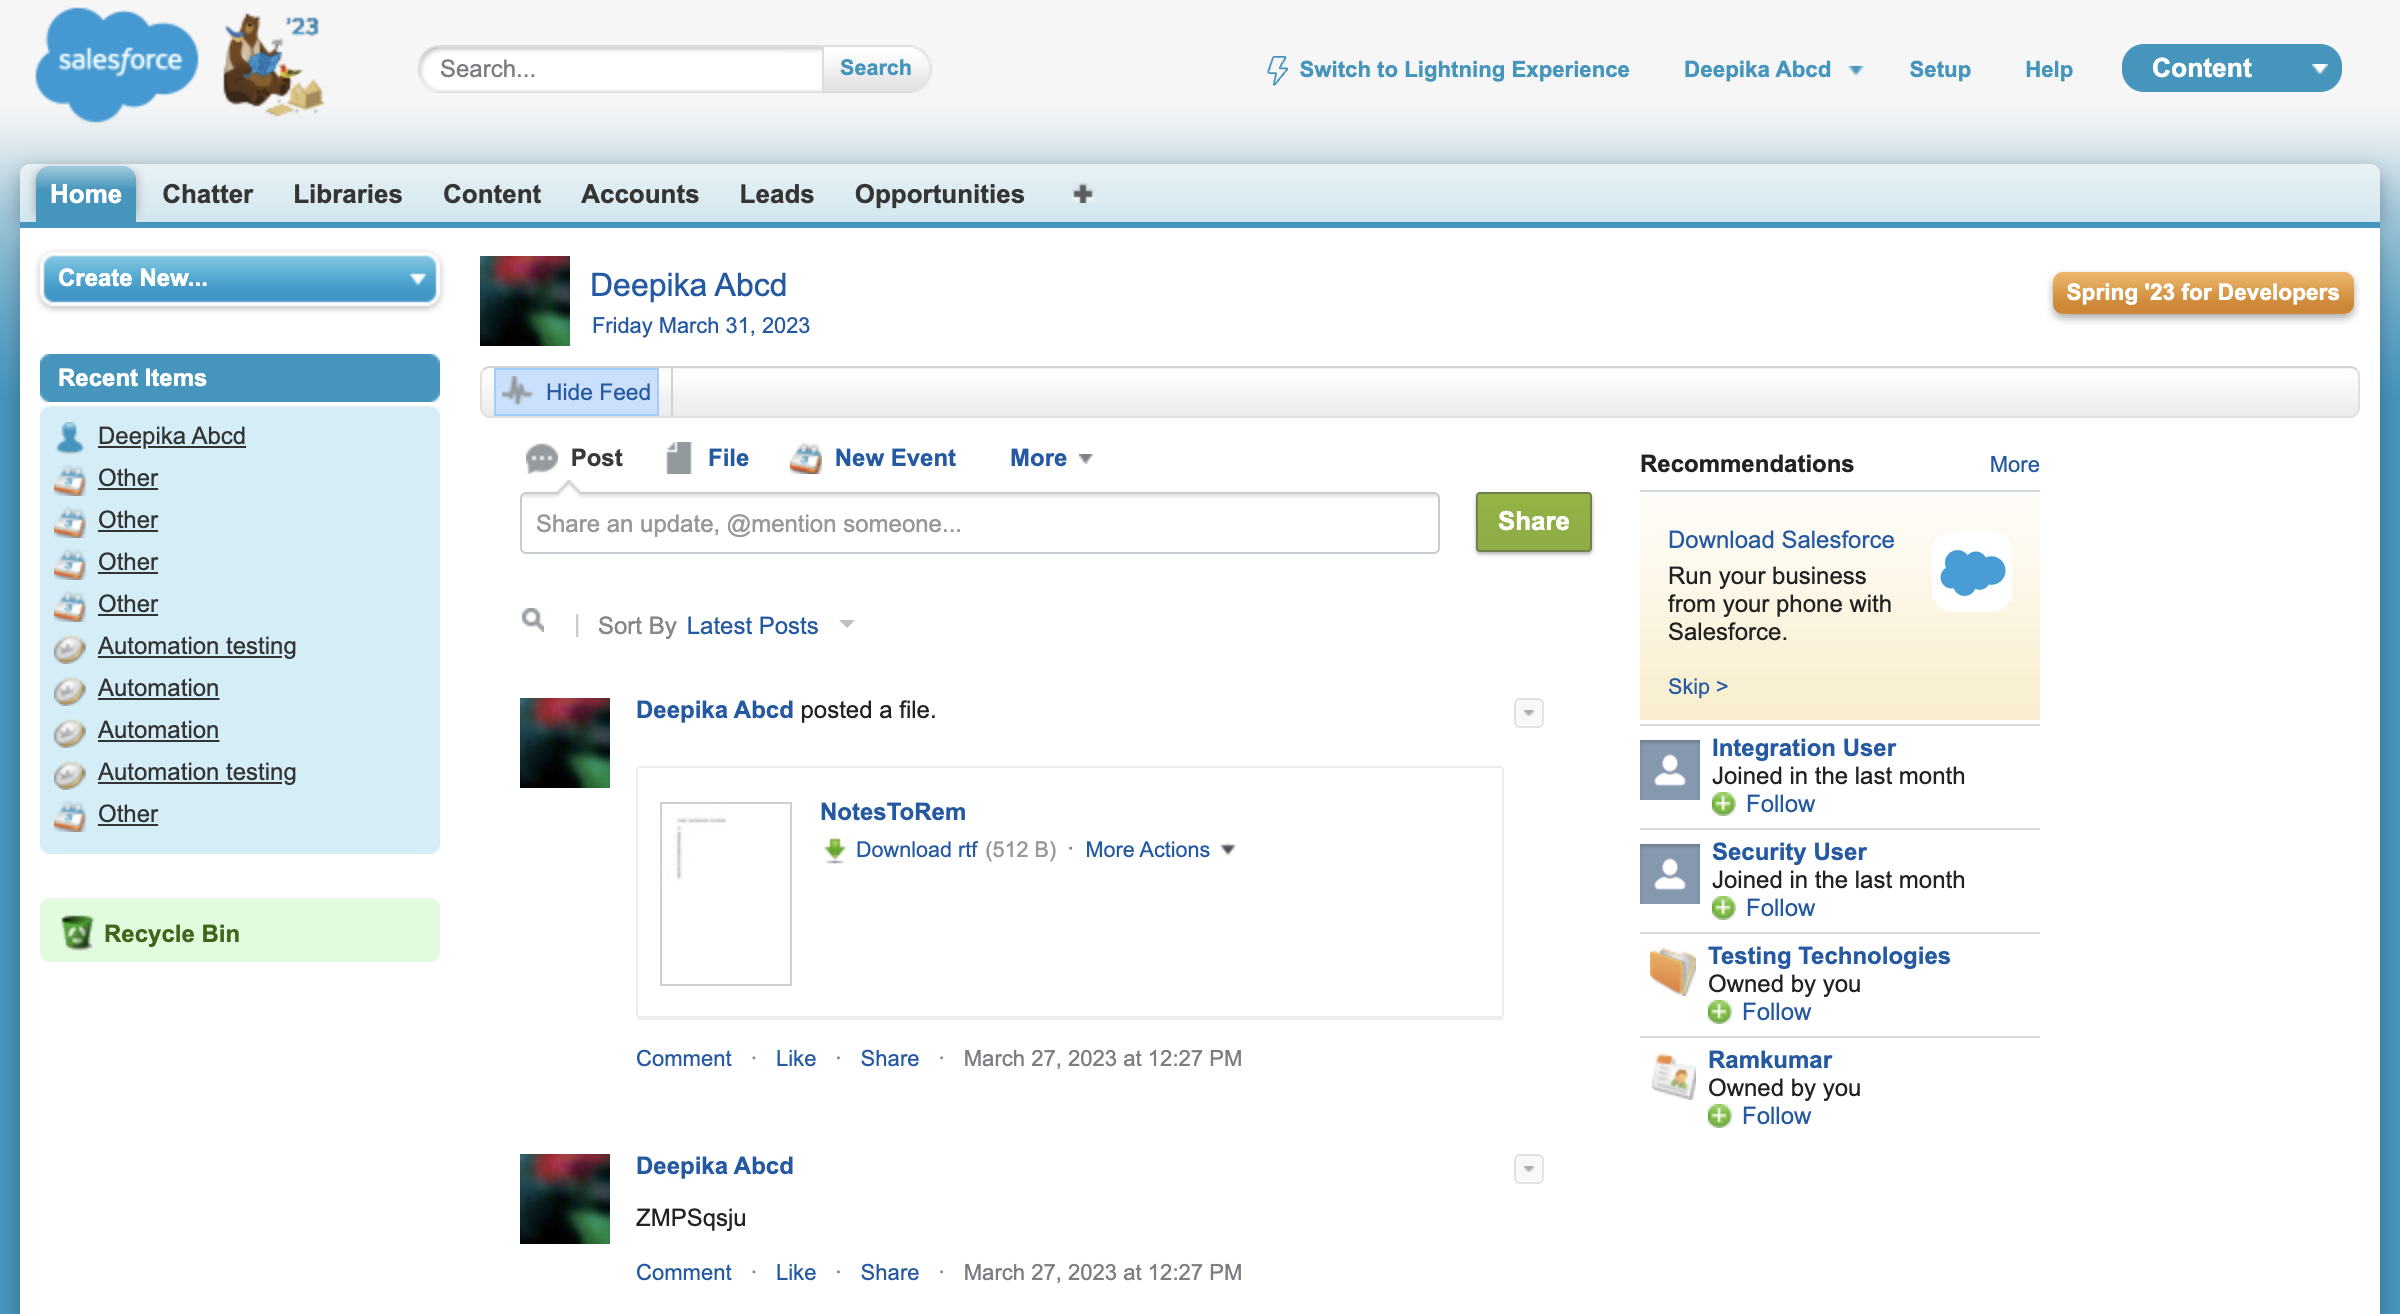 salesforce
'23
Search...
Search
Switch to Lightning Experience
Deepika Abcd
Setup
Help
Content
Home
Chatter
Libraries
Content
Accounts
Leads
Opportunities
Create New...
Recent Items
Deepika Abcd
Other
Other
Other
Other
Automation testing
Automation
Automation
Automation testing
Other
Recycle Bin
Deepika Abcd
Friday March 31, 2023
Spring '23 for Developers
Hide Feed
Post
File
New Event
More
Share an update, @mention someone...
Share
Sort By Latest Posts
Deepika Abcd posted a file.
NotesToRem
Download rtf (512 B) · More Actions
Comment · Like · Share · March 27, 2023 at 12:27 PM
Deepika Abcd
ZMPSqsju
Comment · Like · Share · March 27, 2023 at 12:27 PM
Recommendations
More
Download Salesforce
Run your business
from your phone with
Salesforce.
Skip >
Integration User
Joined in the last month
Follow
Security User
Joined in the last month
Follow
Testing Technologies
Owned by you
Follow
Ramkumar
Owned by you
Follow